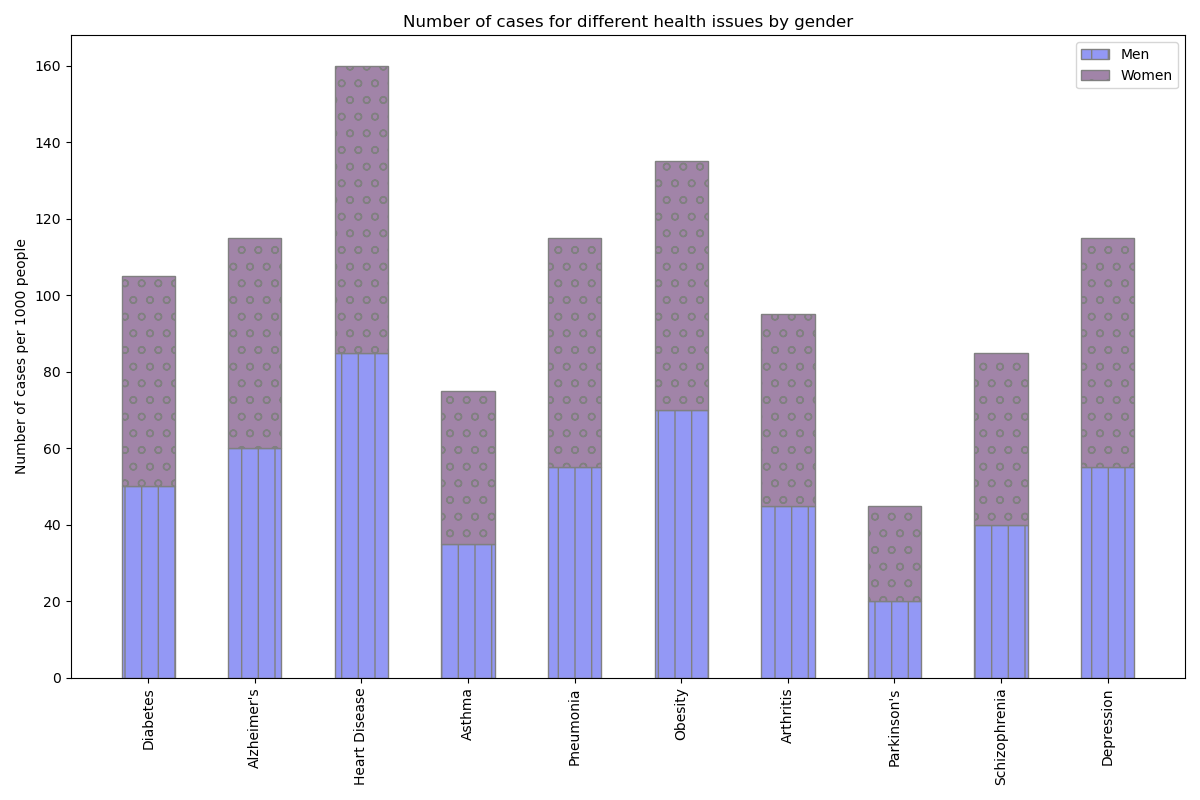 Number of cases for different health issues by gender
Men
Women
Number of cases per 1000 people
160
140
120
100
80
60
40
20
0
Diabetes
Alzheimer's
Heart Disease
Asthma
Pneumonia
Obesity
Arthritis
Parkinson's
Schizophrenia
Depression